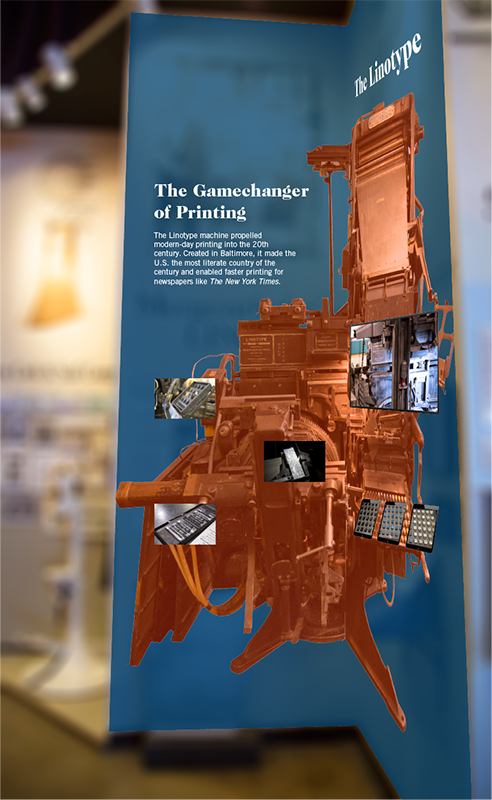 The Linotype
The Gamechanger
of Printing
The Linotype machine propelled
modern-day printing into the 20th
century. Created in Baltimore, it made the
U.S. the most literate country of the
century and enabled faster printing for
newspapers like The New York Times.
LINOTYPE